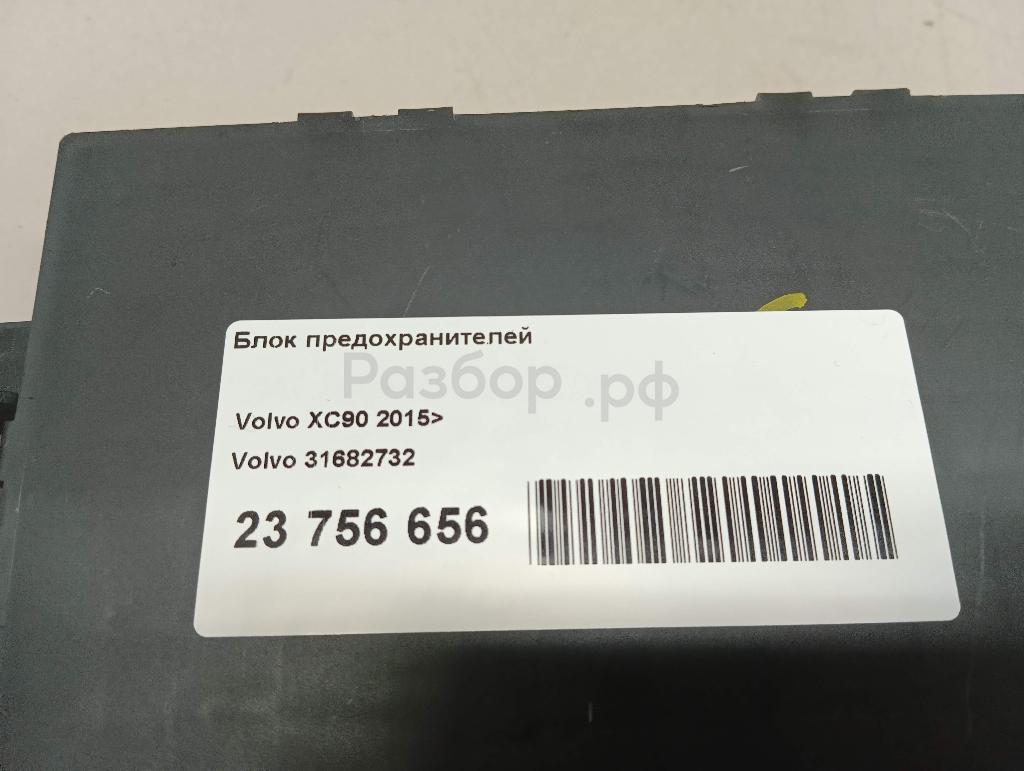 Блок предохранителей
Разбор.рф
Volvo XC90 2015>
Volvo 31682732
23 756 656